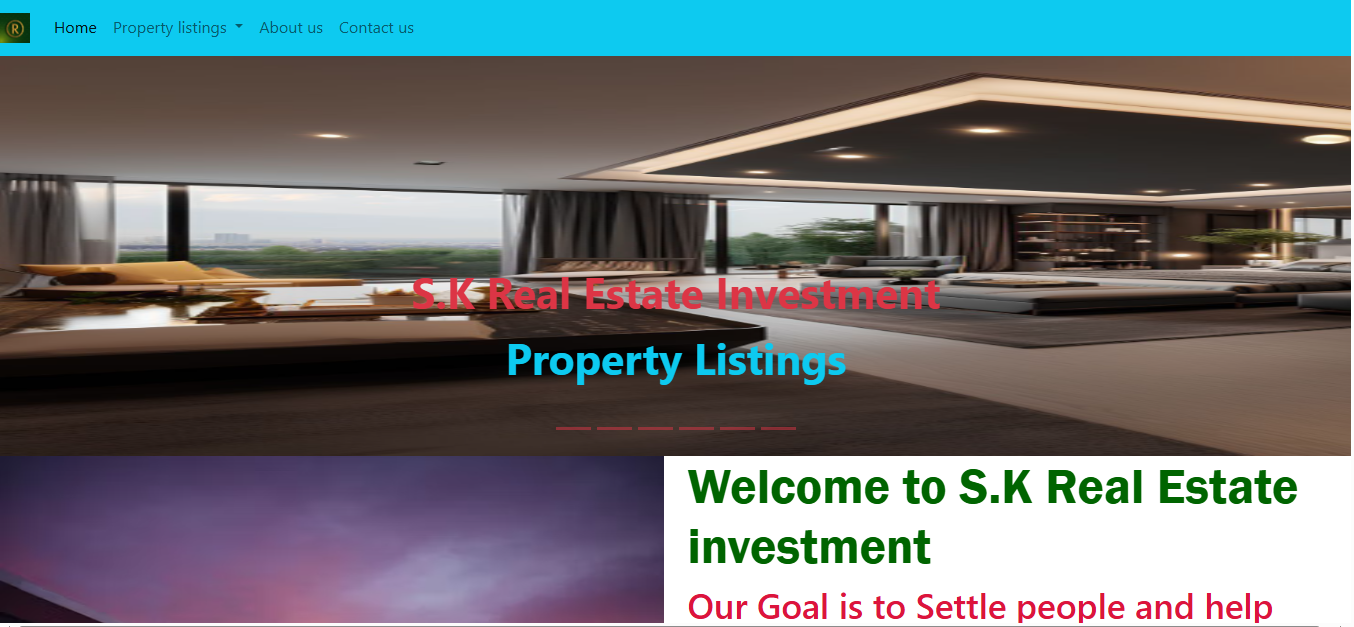 ®
Home Property listings About us Contact us
S.K Real Estate Investment
Property Listings
Welcome to S.K Real Estate
investment
Our Goal is to Settle people and help